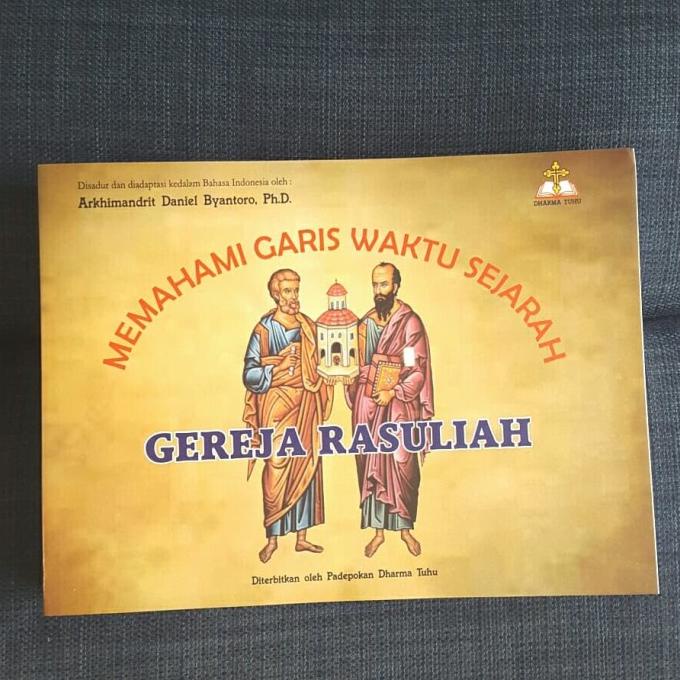 Disadur dan diadaptasi kedalam Bahasa Indonesia oleh :
Arkhimandrit Daniel Byantoro, Ph.D.
DHARMA TUHU
MEMAHAMI GARIS WAKTU SEJARAH
GEREJA RASULIAH
Diterbitkan oleh Padepokan Dharma Tuhu